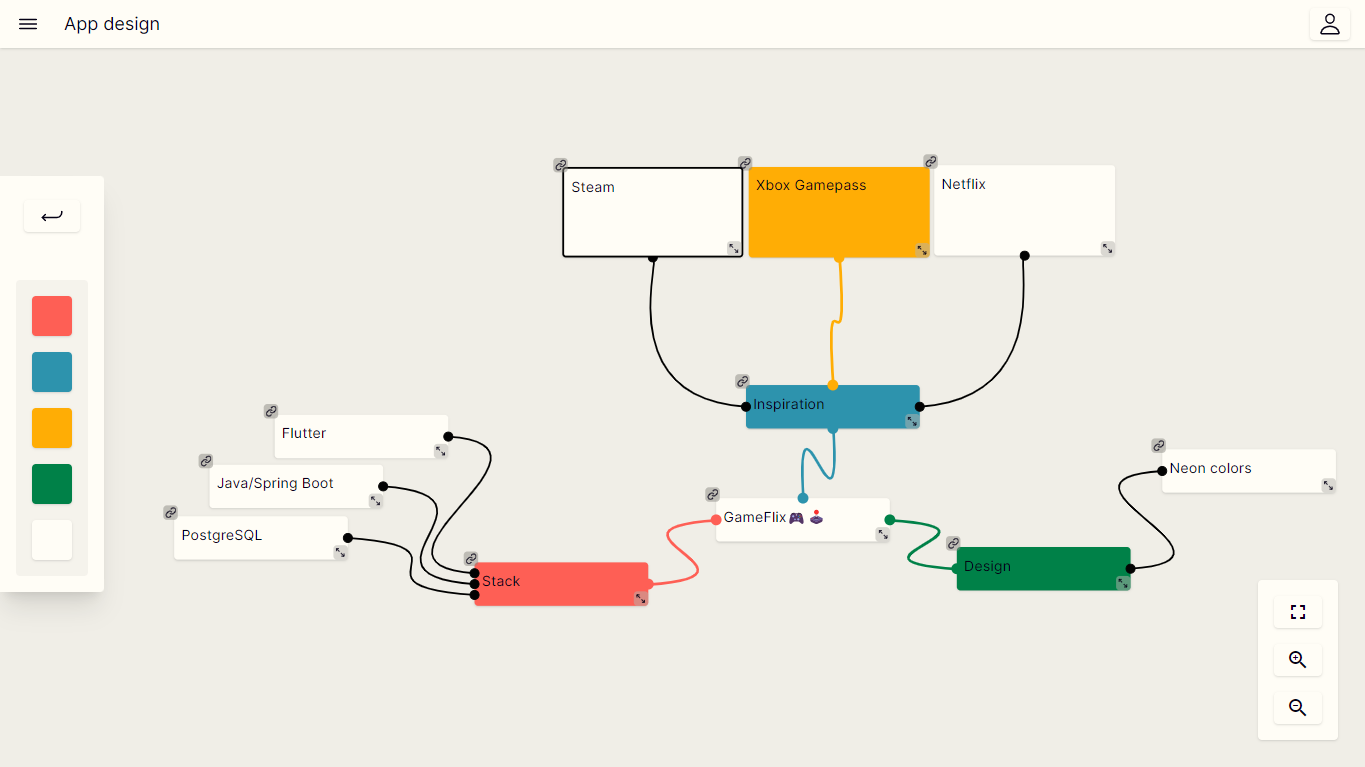 App design
Steam
Xbox Gamepass
Netflix
Inspiration
Flutter
Java/Spring Boot
PostgreSQL
Stack
GameFlix🎮🕹️
Design
Neon colors